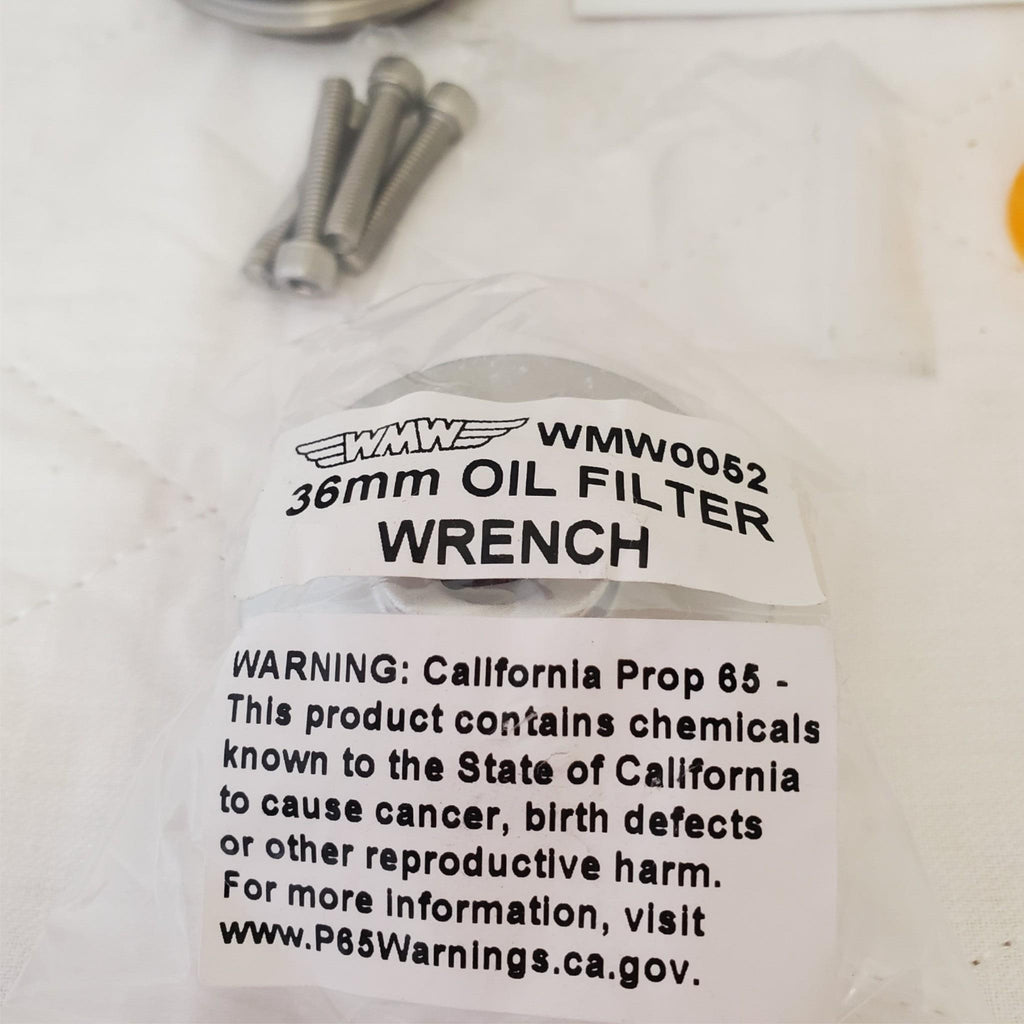 WMW WMW0052
36mm OIL FILTER
WRENCH
WARNING: California Prop 65 -
This product contains chemicals
known to the State of California
to cause cancer, birth defects
or other reproductive harm.
For more information, visit
www.P65Warnings.ca.gov.